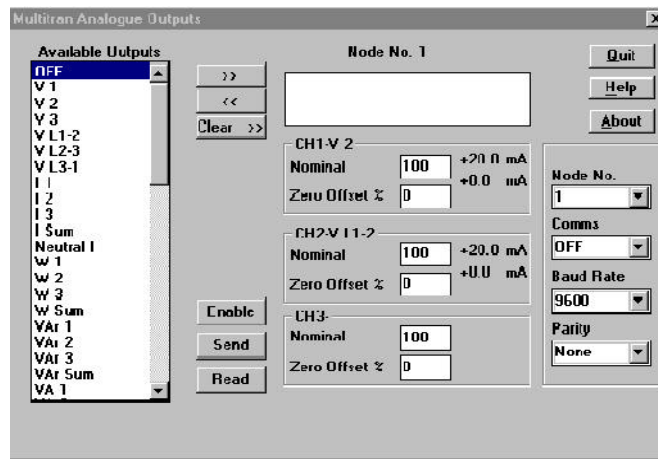 Multitran Analogue Outputs
Available Outputs
OFF
V 1
V 2
V 3
V L1-2
V L2-3
V L3-1
I 1
I 2
I 3
I Sum
Neutral I
W 1
W 2
W 3
W Sum
VAr 1
VAr 2
VAr 3
VAr Sum
VA 1
>>
<<
Clear >>
Enable
Send
Read
Node No. 1
CH1-V 2
Nominal 100 +20.0 mA
+0.0 mA
Zero Offset % 0
CH2-V L1-2
Nominal 100 +20.0 mA
+0.0 mA
Zero Offset % 0
CH3-
Nominal 100
Zero Offset % 0
Quit
Help
About
Node No.
1
Comms
OFF
Baud Rate
9600
Parity
None